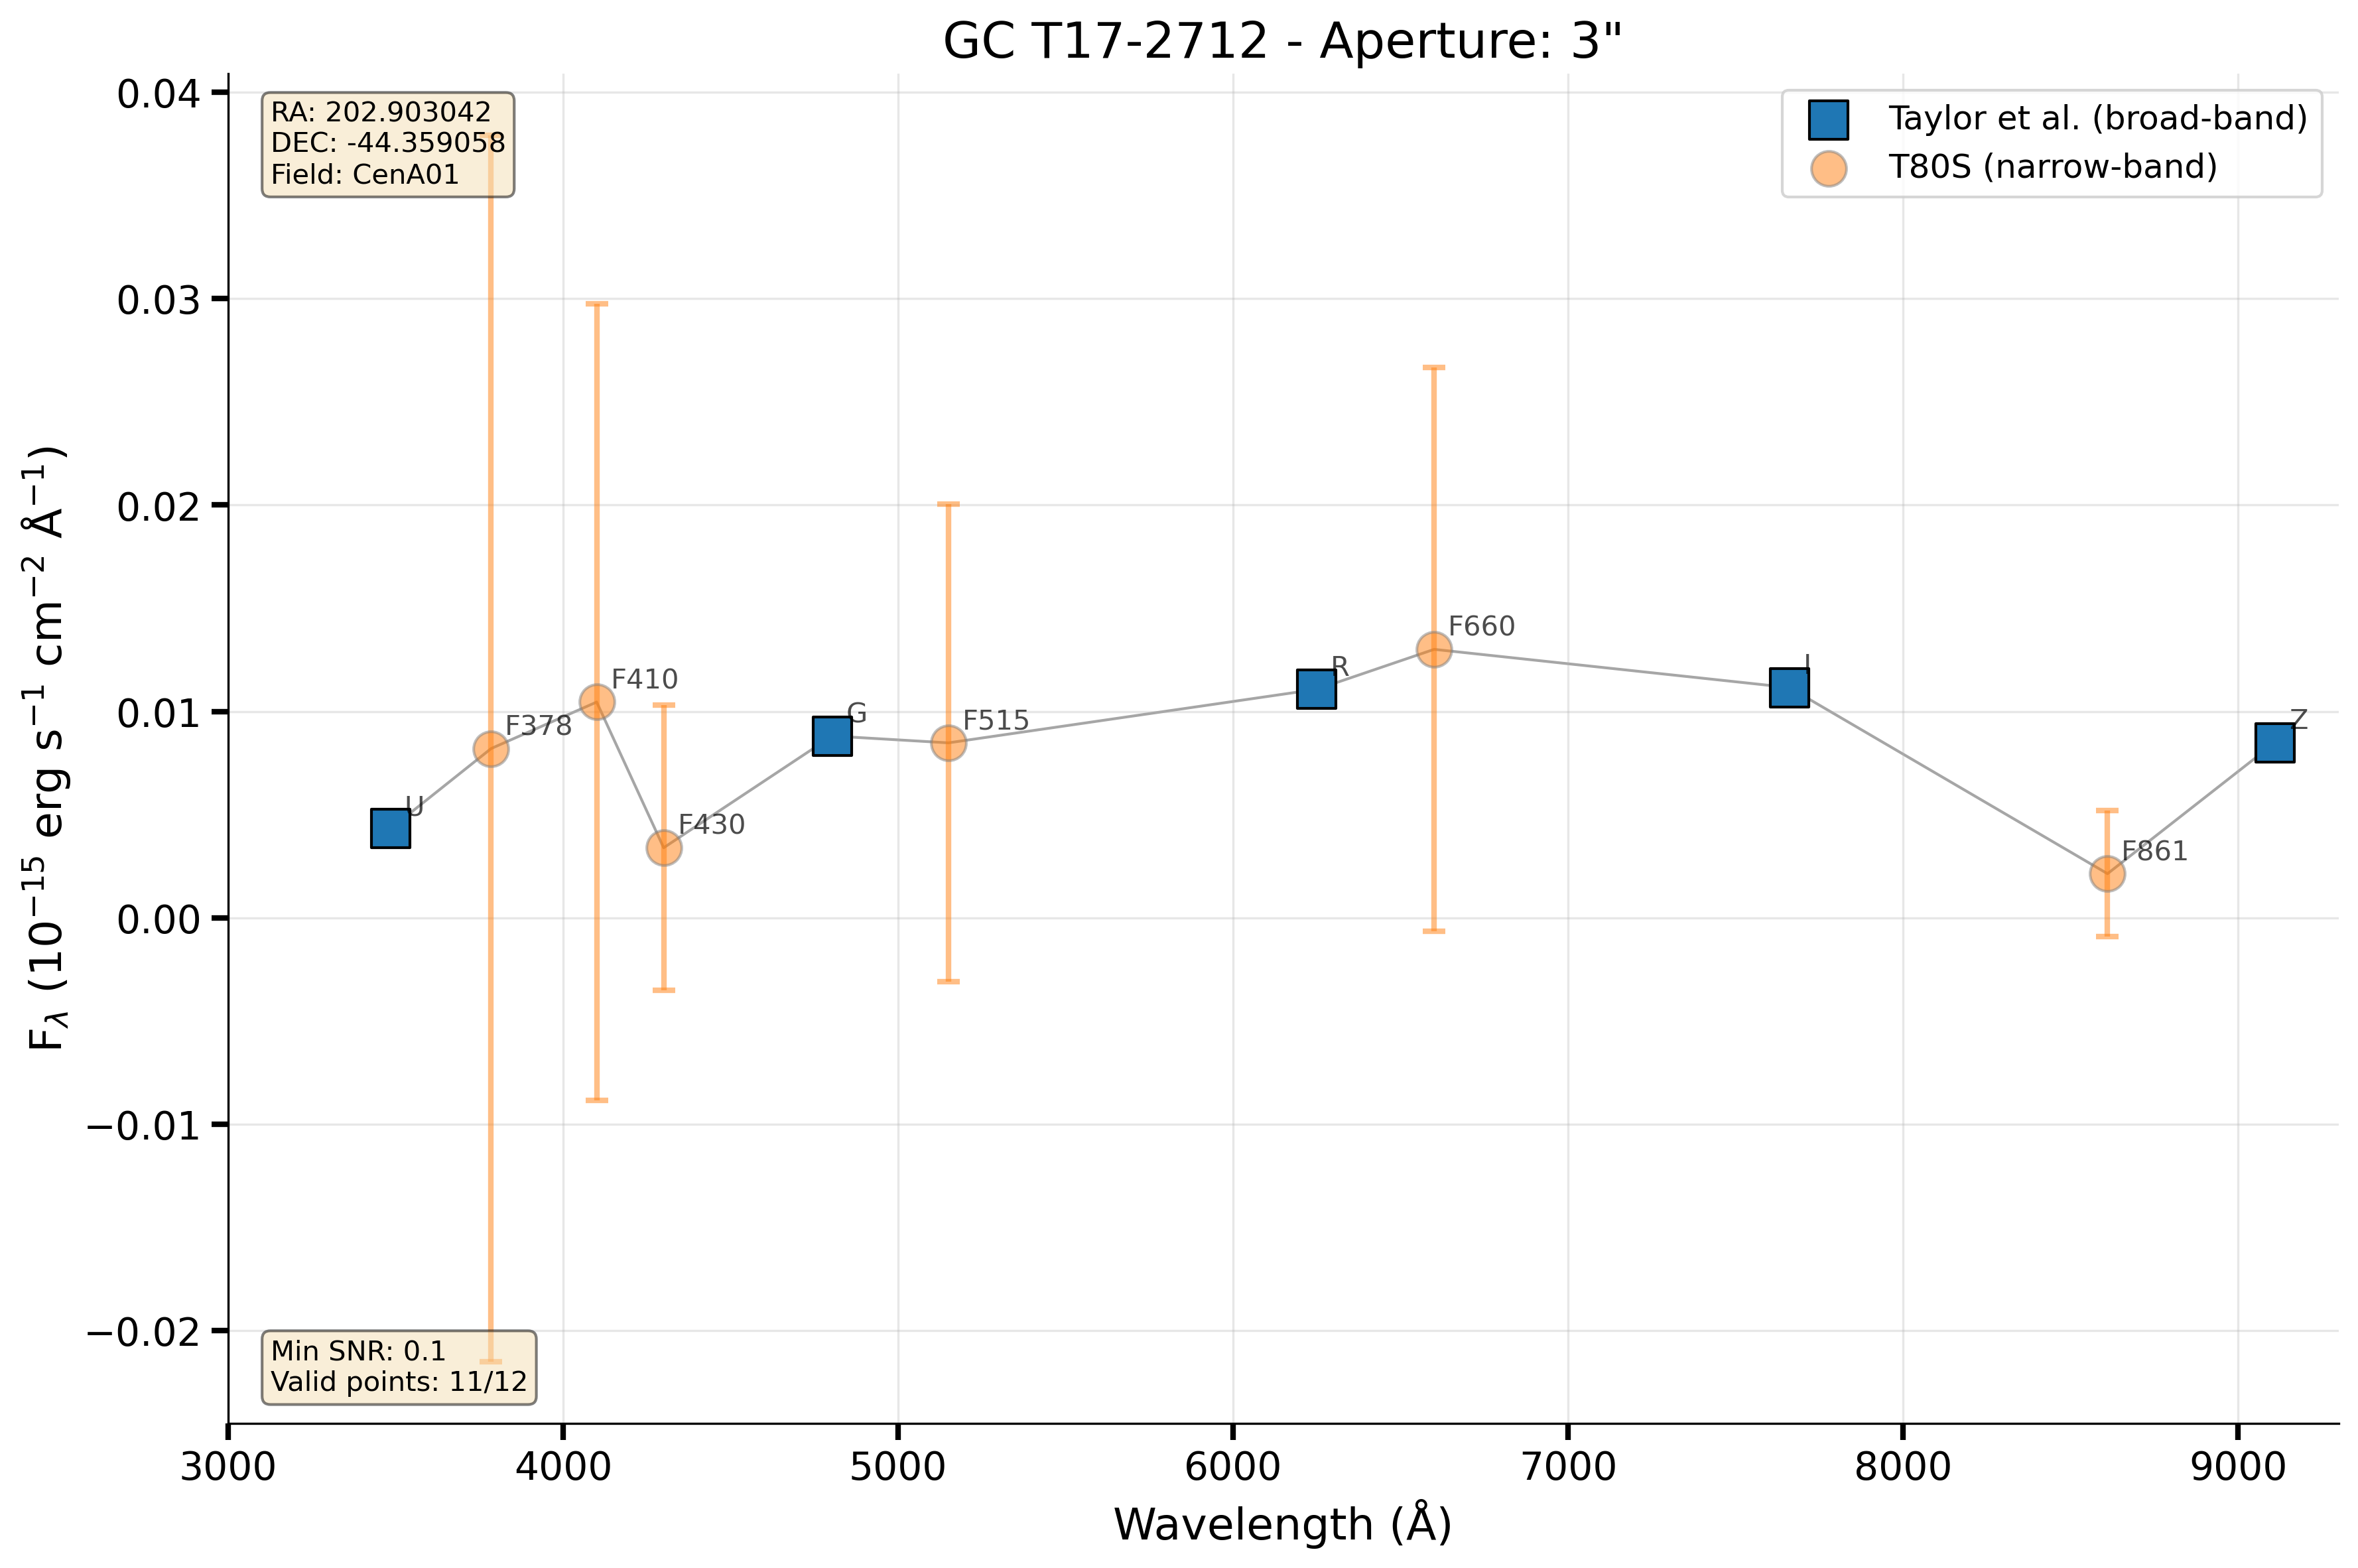 GC T17-2712 - Aperture: 3"
RA: 202.903042
DEC: -44.359058
Field: CenA01
Taylor et al. (broad-band)
T80S (narrow-band)
0.04
0.03
0.02
0.01
0.00
−0.01
−0.02
F_λ (10⁻¹⁵ erg s⁻¹ cm⁻² Å⁻¹)
U
F378
F410
F430
G
F515
R
F660
I
F861
Z
Min SNR: 0.1
Valid points: 11/12
3000 4000 5000 6000 7000 8000 9000
Wavelength (Å)